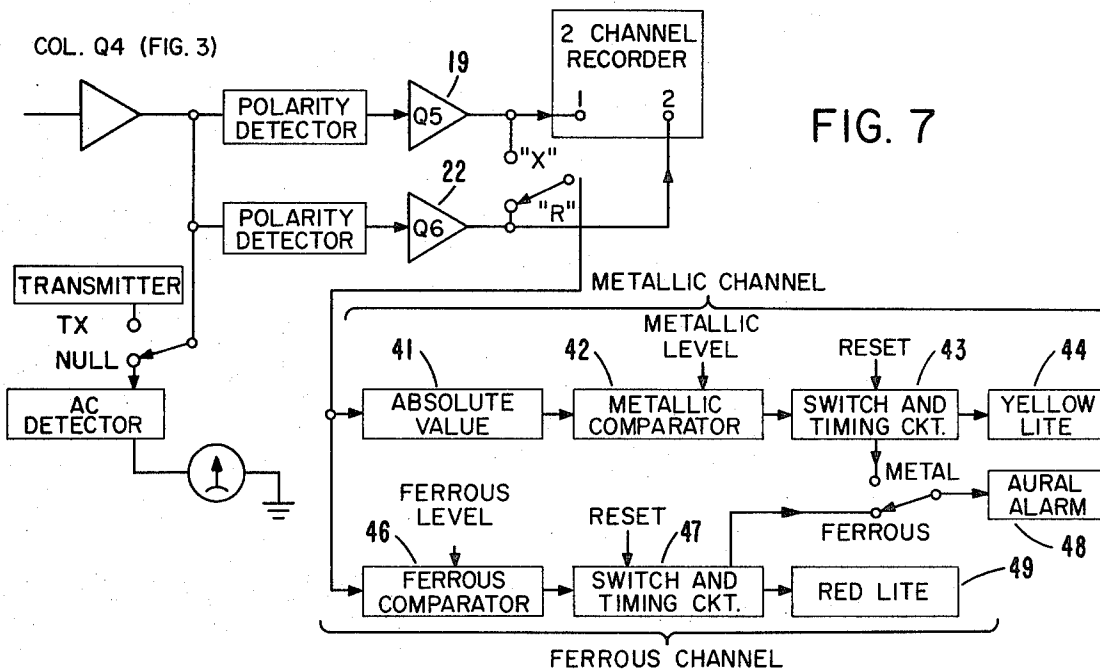 COL. Q4 (FIG. 3)
2 CHANNEL
RECORDER
1
2
FIG. 7
POLARITY
DETECTOR
Q5
19
"X"
POLARITY
DETECTOR
Q6
22
"R"
TRANSMITTER
TX
NULL
AC
DETECTOR
METALLIC CHANNEL
METALLIC
LEVEL
RESET
41
42
43
44
ABSOLUTE
VALUE
METALLIC
COMPARATOR
SWITCH AND
TIMING CKT.
YELLOW
LITE
METAL
FERROUS
AURAL
ALARM
48
FERROUS
LEVEL
RESET
46
47
49
FERROUS
COMPARATOR
SWITCH AND
TIMING CKT.
RED LITE
FERROUS CHANNEL